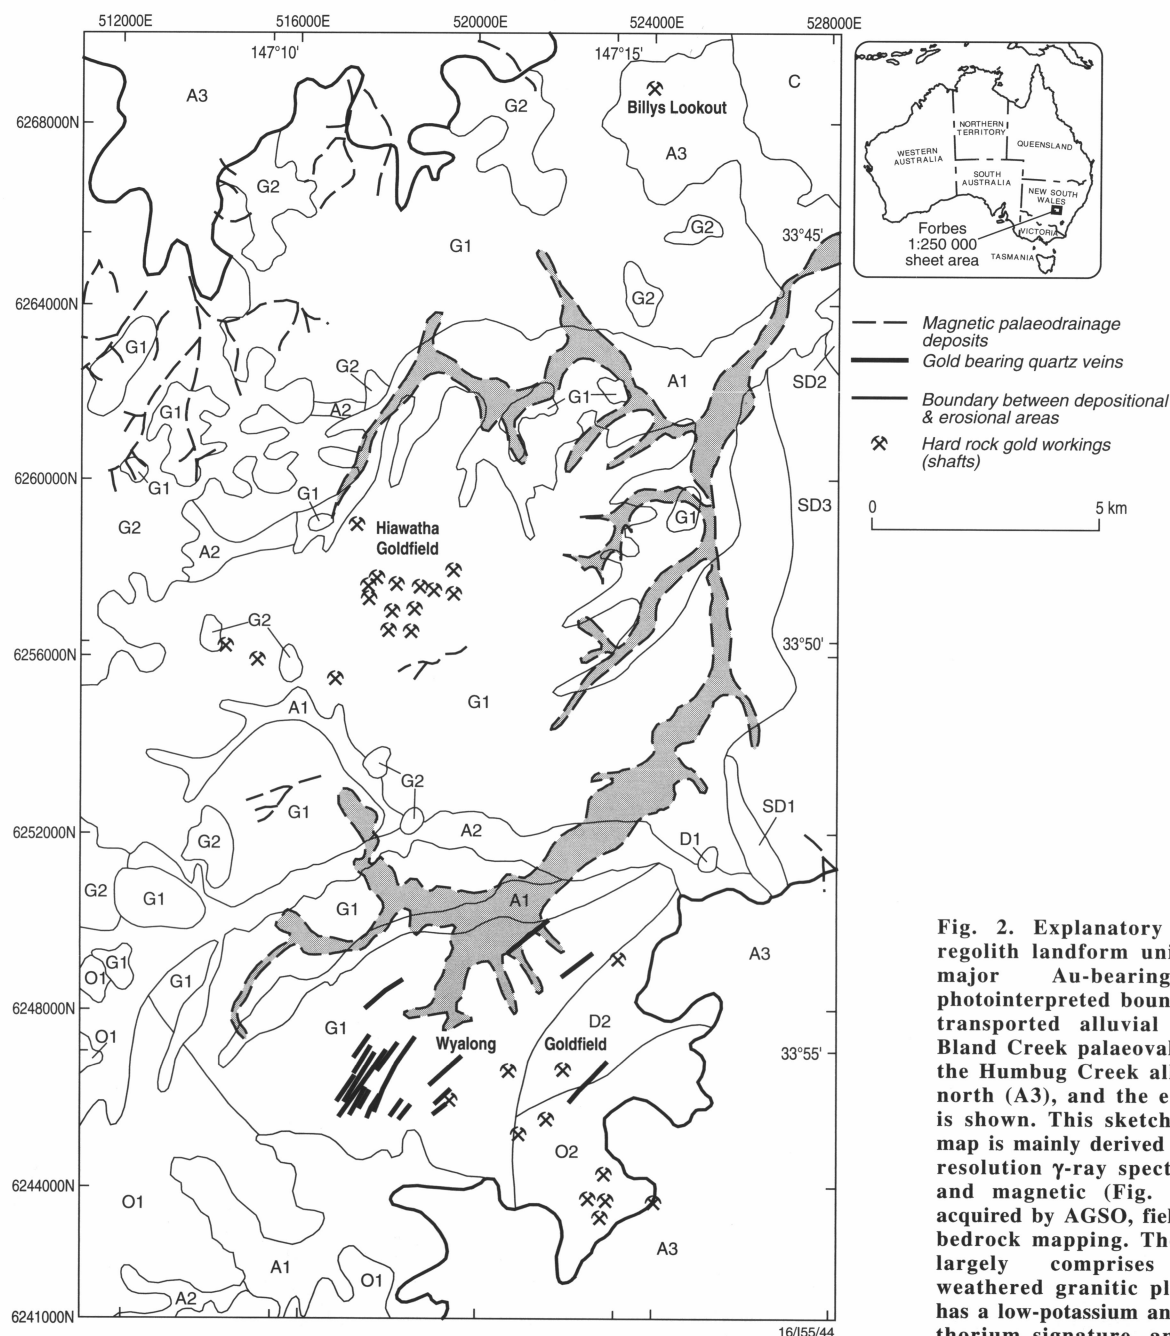 512000E
516000E
520000E
524000E
528000E
147°10'
147°15'
6268000N
6264000N
6260000N
6256000N
6252000N
6248000N
6244000N
6241000N
33°45'
33°50'
33°55'
A3
G2
C
Billys Lookout
A3
G2
G2
G1
G2
G1
G2
A1
SD2
G1
G1
A2
G1
G1
SD3
G1
G2
A2
Hiawatha
Goldfield
G2
G1
A1
G2
SD1
G1
A2
D1
G2
G2
G1
G1
A1
A3
G1
G1
O1
O1
G1
D2
Wyalong Goldfield
O2
O1
A3
A1
O1
A2
16/I55/44
NORTHERN
TERRITORY
QUEENSLAND
WESTERN
AUSTRALIA
SOUTH
AUSTRALIA
NEW SOUTH
WALES
Forbes
1:250 000
sheet area
VICTORIA
TASMANIA
Magnetic palaeodrainage
deposits
Gold bearing quartz veins
Boundary between depositional
& erosional areas
Hard rock gold workings
(shafts)
0 5 km
Fig. 2. Explanatory
regolith landform uni
major Au-bearing
photointerpreted boun
transported alluvial
Bland Creek palaeoval
the Humbug Creek all
north (A3), and the e
is shown. This sketch
map is mainly derived
resolution γ-ray spect
and magnetic (Fig.
acquired by AGSO, fiel
bedrock mapping. The
largely comprises
weathered granitic pl
has a low-potassium an
thorium signature, an